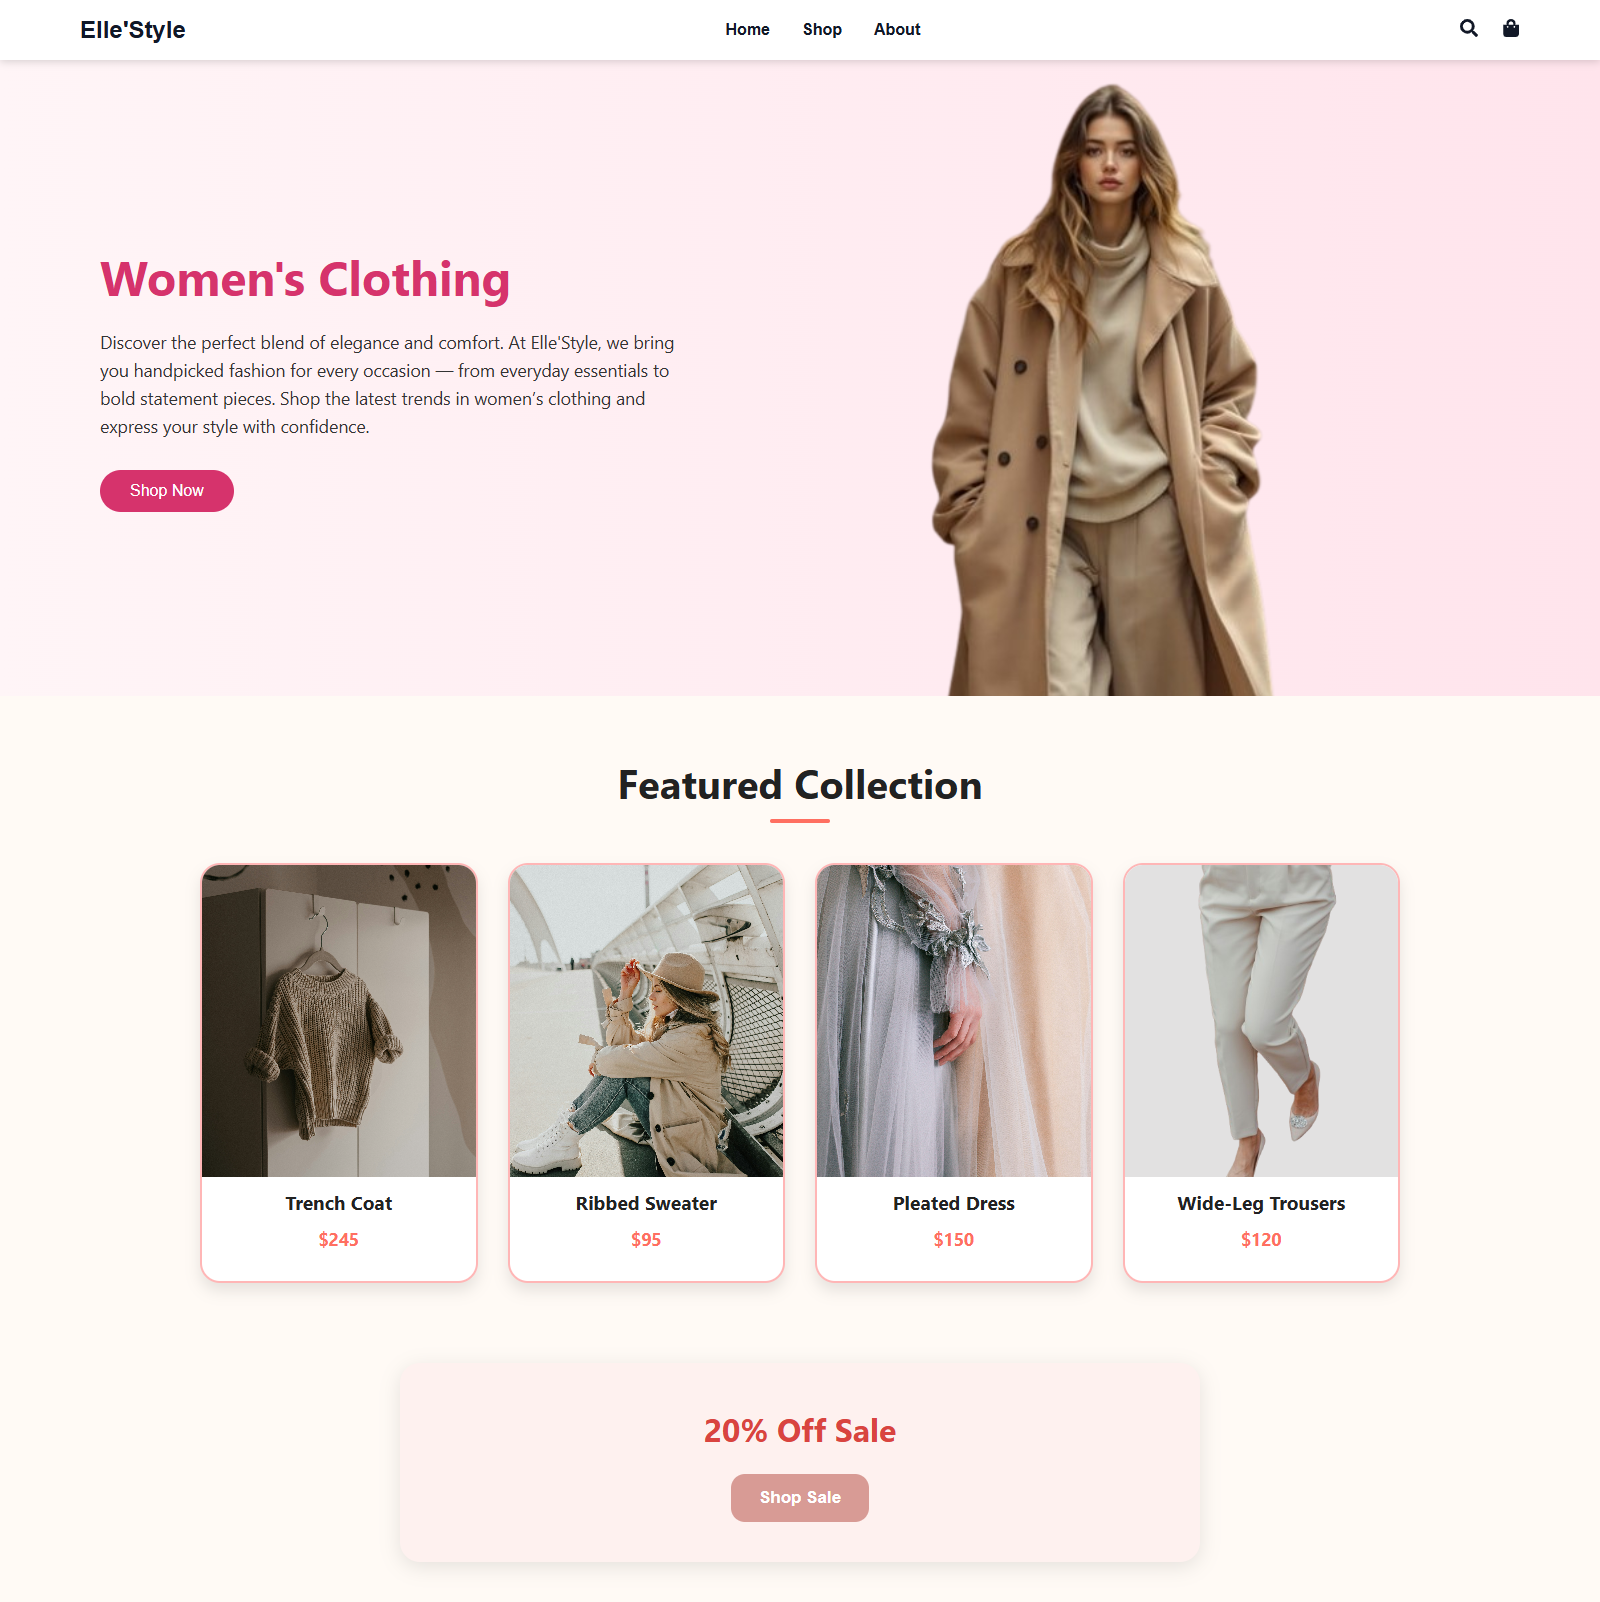 Elle'Style
Home
Shop
About
Women's Clothing
Discover the perfect blend of elegance and comfort. At Elle'Style, we bring
you handpicked fashion for every occasion — from everyday essentials to
bold statement pieces. Shop the latest trends in women’s clothing and
express your style with confidence.
Shop Now
Featured Collection
Trench Coat
$245
Ribbed Sweater
$95
Pleated Dress
$150
Wide-Leg Trousers
$120
20% Off Sale
Shop Sale